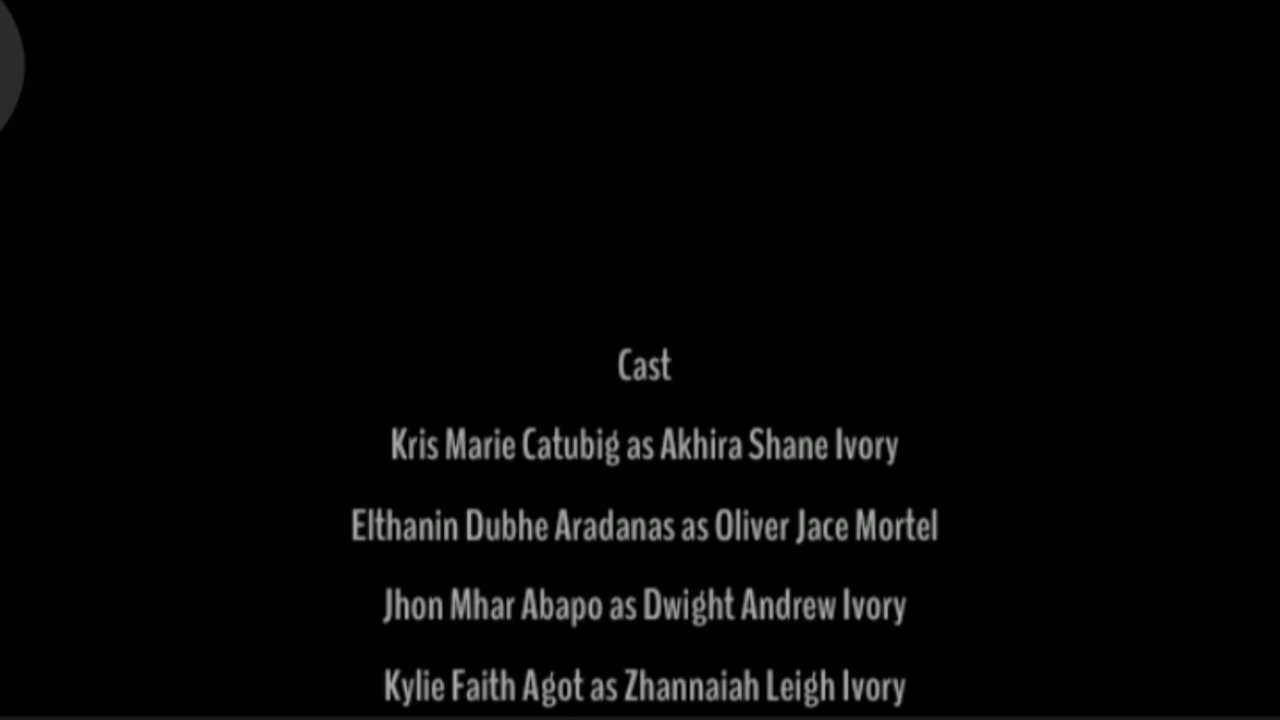 Cast
Kris Marie Catubig as Akhira Shane Ivory
Elthanin Dubhe Aradanas as Oliver Jace Mortel
Jhon Mhar Abapo as Dwight Andrew Ivory
Kylie Faith Agot as Zhannaiah Leigh Ivory